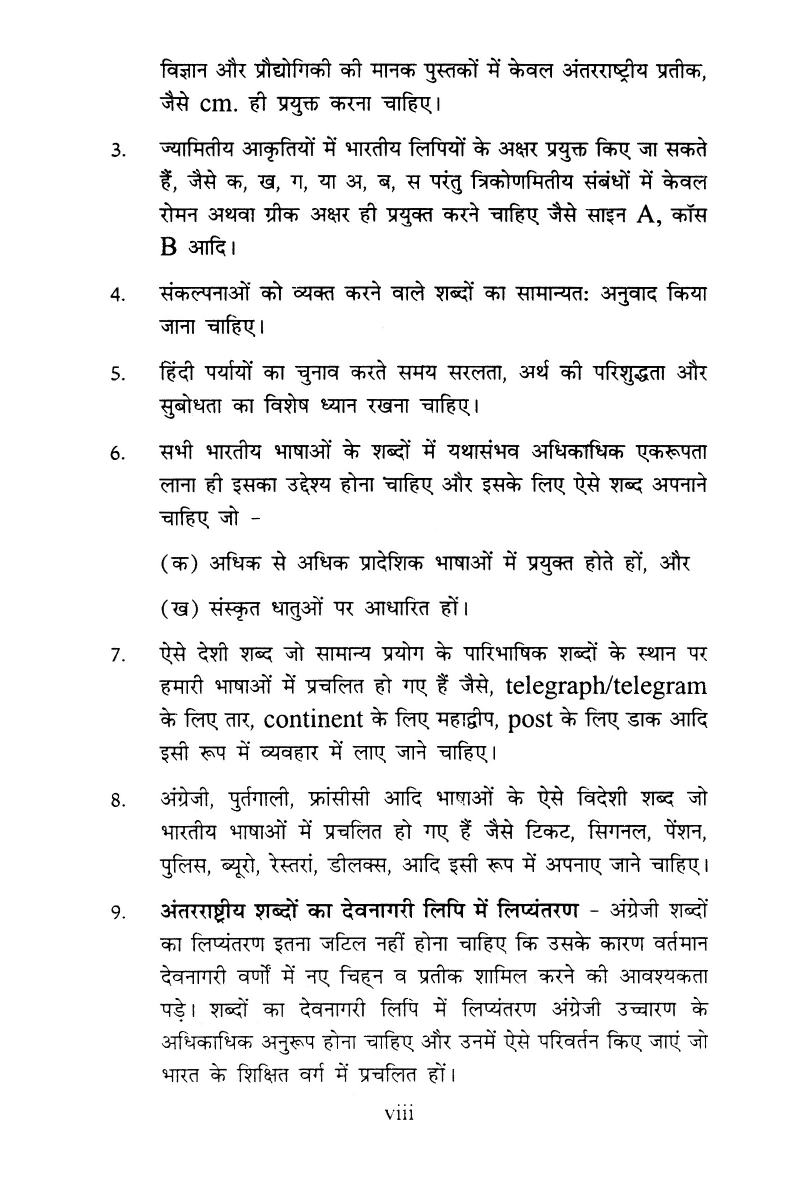 विज्ञान और प्रौद्योगिकी की मानक पुस्तकों में केवल अंतरराष्ट्रीय प्रतीक,
जैसे cm. ही प्रयुक्त करना चाहिए।
3. ज्यामितीय आकृतियों में भारतीय लिपियों के अक्षर प्रयुक्त किए जा सकते
हैं, जैसे क, ख, ग, या अ, ब, स परंतु त्रिकोणमितीय संबंधों में केवल
रोमन अथवा ग्रीक अक्षर ही प्रयुक्त करने चाहिए जैसे साइन A, कॉस
B आदि।
4. संकल्पनाओं को व्यक्त करने वाले शब्दों का सामान्यत: अनुवाद किया
जाना चाहिए।
5. हिंदी पर्यायों का चुनाव करते समय सरलता, अर्थ की परिशुद्धता और
सुबोधता का विशेष ध्यान रखना चाहिए।
6. सभी भारतीय भाषाओं के शब्दों में यथासंभव अधिकाधिक एकरूपता
लाना ही इसका उद्देश्य होना चाहिए और इसके लिए ऐसे शब्द अपनाने
चाहिए जो -
(क) अधिक से अधिक प्रादेशिक भाषाओं में प्रयुक्त होते हों, और
(ख) संस्कृत धातुओं पर आधारित हों।
7. ऐसे देशी शब्द जो सामान्य प्रयोग के पारिभाषिक शब्दों के स्थान पर
हमारी भाषाओं में प्रचलित हो गए हैं जैसे, telegraph/telegram
के लिए तार, continent के लिए महाद्वीप, post के लिए डाक आदि
इसी रूप में व्यवहार में लाए जाने चाहिए।
8. अंग्रेजी, पुर्तगाली, फ्रांसीसी आदि भाषाओं के ऐसे विदेशी शब्द जो
भारतीय भाषाओं में प्रचलित हो गए हैं जैसे टिकट, सिगनल, पेंशन,
पुलिस, ब्यूरो, रेस्तरां, डीलक्स, आदि इसी रूप में अपनाए जाने चाहिए।
9. अंतरराष्ट्रीय शब्दों का देवनागरी लिपि में लिप्यंतरण - अंग्रेजी शब्दों
का लिप्यंतरण इतना जटिल नहीं होना चाहिए कि उसके कारण वर्तमान
देवनागरी वर्णों में नए चिह्न व प्रतीक शामिल करने की आवश्यकता
पड़े। शब्दों का देवनागरी लिपि में लिप्यंतरण अंग्रेजी उच्चारण के
अधिकाधिक अनुरूप होना चाहिए और उनमें ऐसे परिवर्तन किए जाएं जो
भारत के शिक्षित वर्ग में प्रचलित हों।
viii